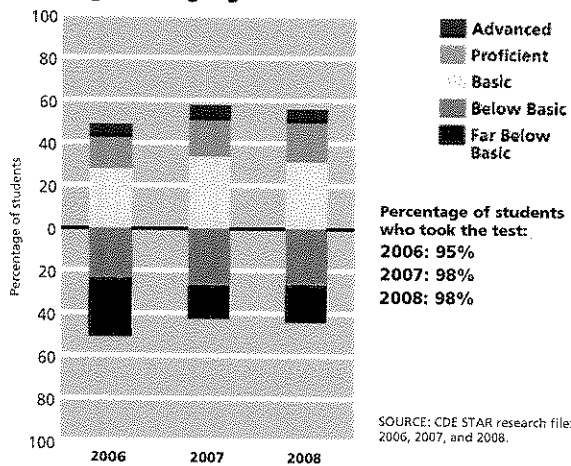 100
80
60
40
20
0
20
40
60
80
100
Percentage of students
2006
2007
2008
Advanced
Proficient
Basic
Below Basic
Far Below
Basic
Percentage of students
who took the test:
2006: 95%
2007: 98%
2008: 98%
SOURCE: CDE STAR research file:
2006, 2007, and 2008.